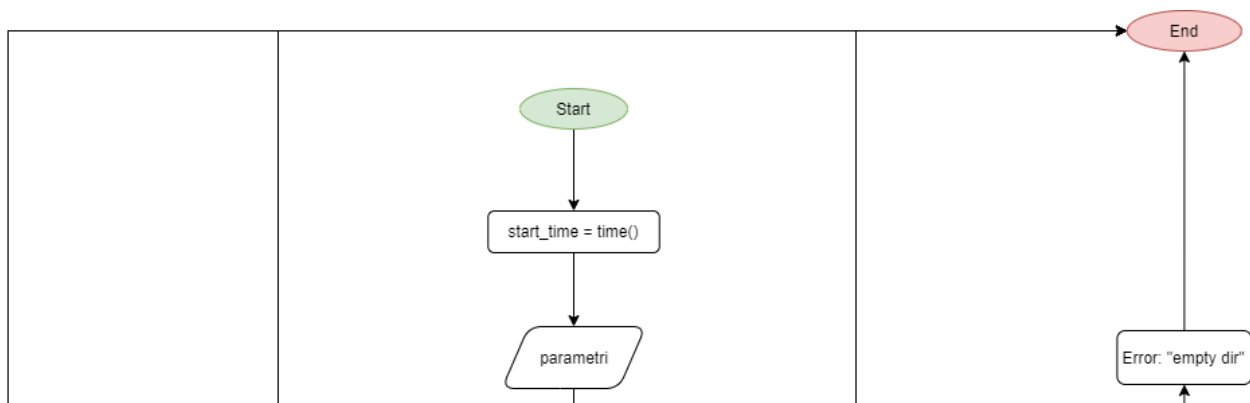 End
Start
start_time = time()
parametri
Error: "empty dir"